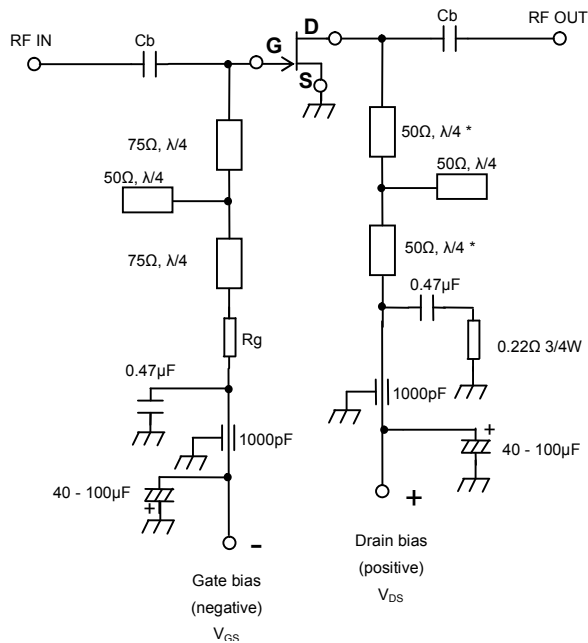 RF IN
Cb
G
D
S
Cb
RF OUT
75Ω, λ/4
50Ω, λ/4
75Ω, λ/4
Rg
0.47µF
1000pF
40 - 100µF
+
-
Gate bias
(negative)
VGS
50Ω, λ/4 *
50Ω, λ/4
50Ω, λ/4 *
0.47µF
0.22Ω 3/4W
1000pF
+
40 - 100µF
+
Drain bias
(positive)
VDS